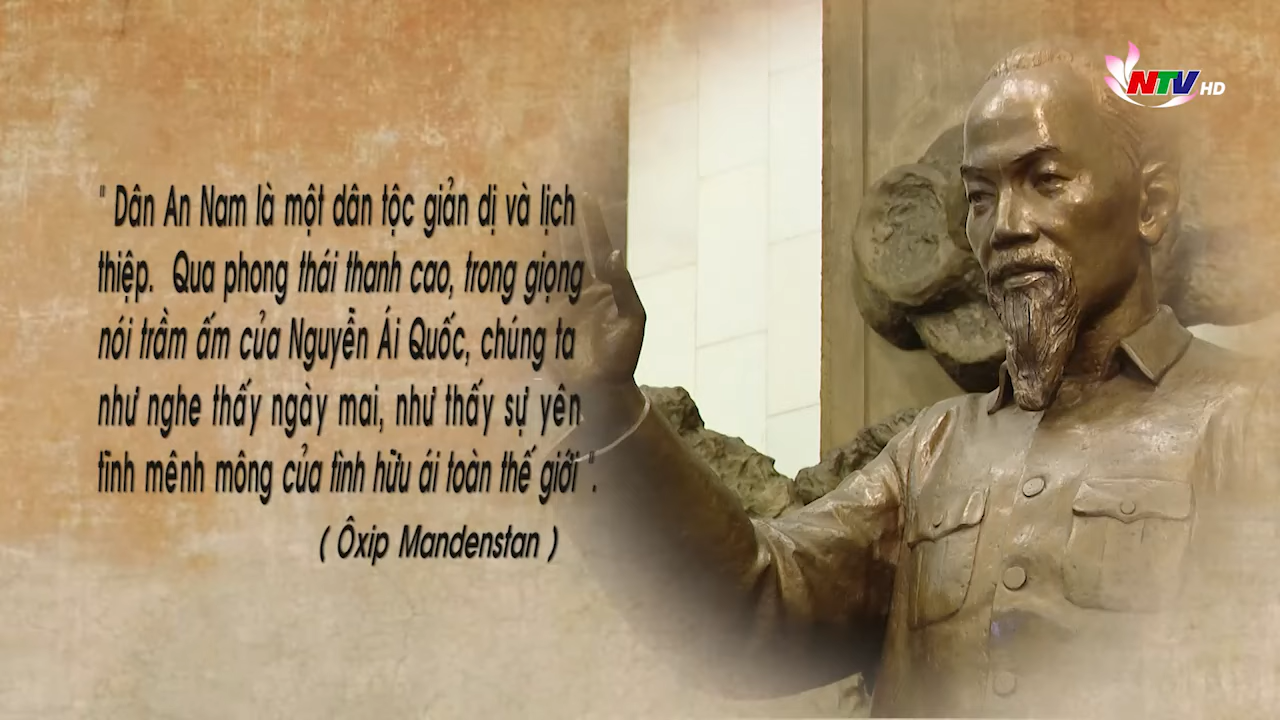 " Dân An Nam là một dân tộc giản dị và lịch
thiệp. Qua phong thái thanh cao, trong giọng
nói trầm ấm của Nguyễn Ái Quốc, chúng ta
như nghe thấy ngày mai, như thấy sự yên
tĩnh mênh mông của tình hữu ái toàn thế giới ".
( Ôxip Mandenstan )
NTV HD